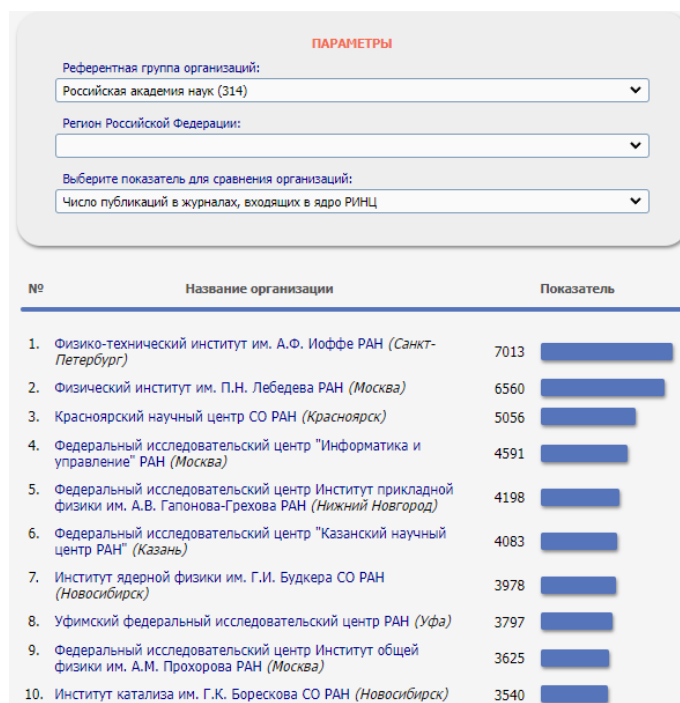 ПАРАМЕТРЫ
Референтная группа организаций:
Российская академия наук (314)
Регион Российской Федерации:
Выберите показатель для сравнения организаций:
Число публикаций в журналах, входящих в ядро РИНЦ
№ Название организации Показатель
1. Физико-технический институт им. А.Ф. Иоффе РАН (Санкт-
Петербург) 7013
2. Физический институт им. П.Н. Лебедева РАН (Москва) 6560
3. Красноярский научный центр СО РАН (Красноярск) 5056
4. Федеральный исследовательский центр "Информатика и
управление" РАН (Москва) 4591
5. Федеральный исследовательский центр Институт прикладной
физики им. А.В. Гапонова-Грехова РАН (Нижний Новгород) 4198
6. Федеральный исследовательский центр "Казанский научный
центр РАН" (Казань) 4083
7. Институт ядерной физики им. Г.И. Будкера СО РАН
(Новосибирск) 3978
8. Уфимский федеральный исследовательский центр РАН (Уфа) 3797
9. Федеральный исследовательский центр Институт общей
физики им. А.М. Прохорова РАН (Москва) 3625
10. Институт катализа им. Г.К. Борескова СО РАН (Новосибирск) 3540